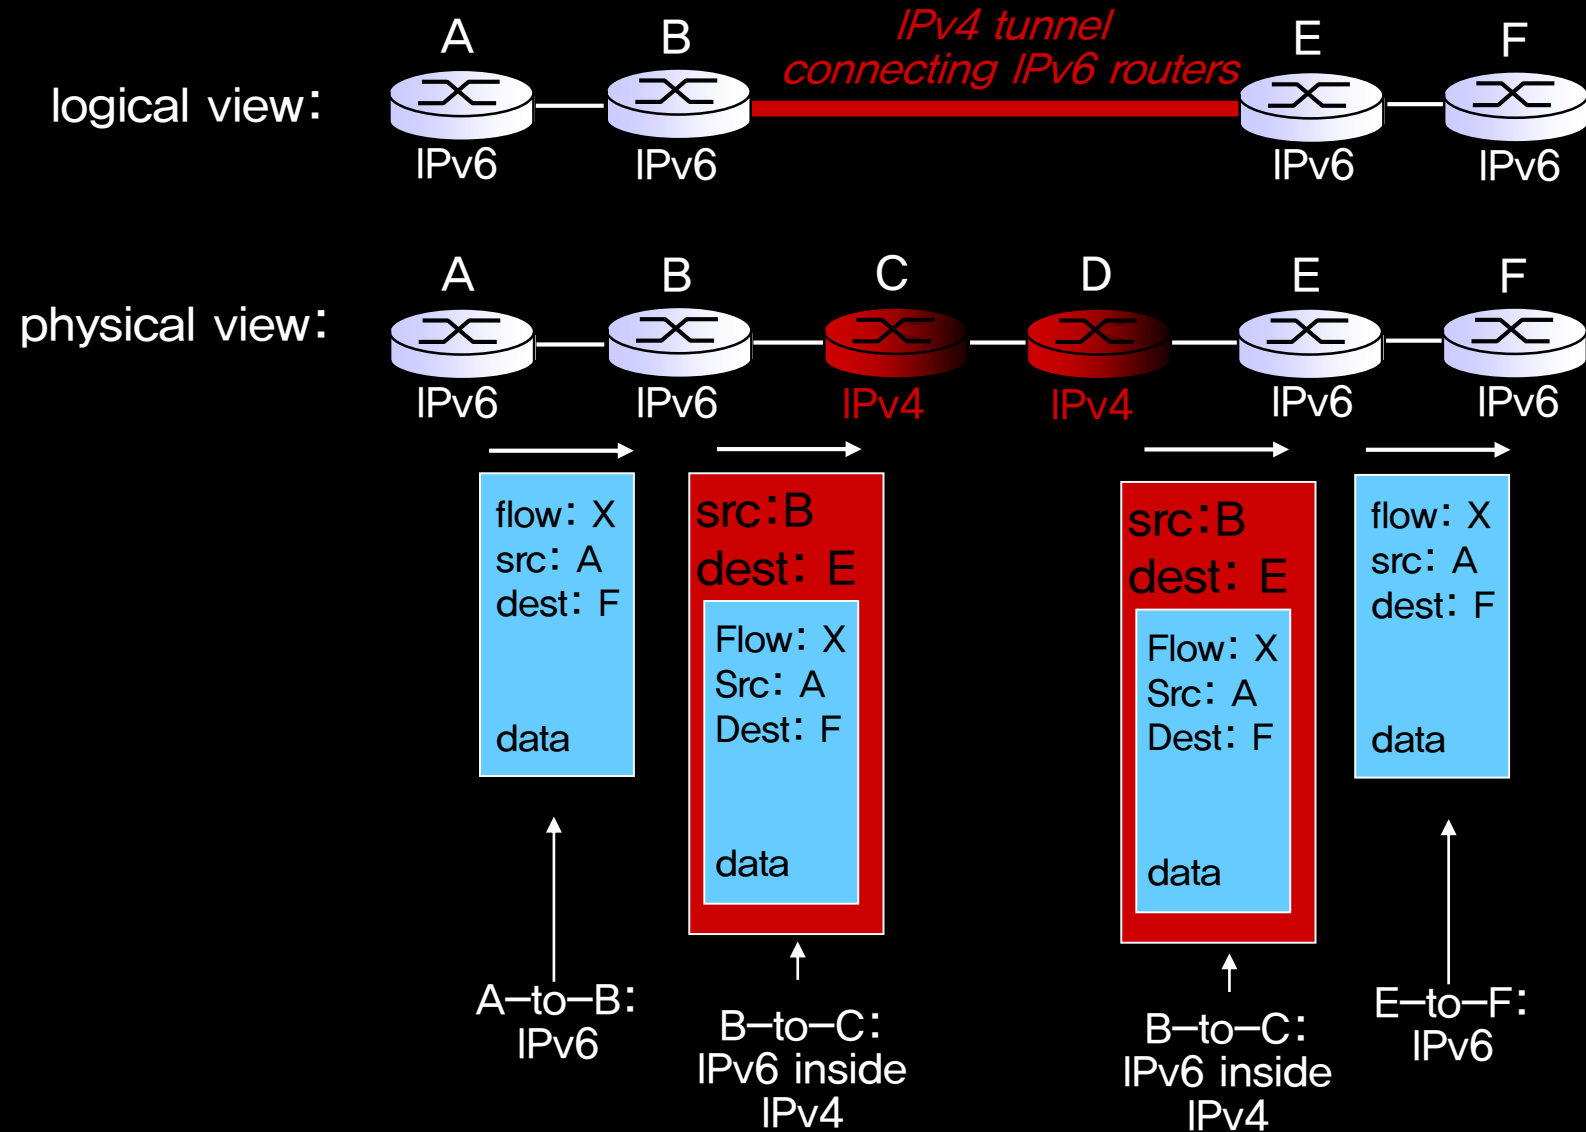 A
B
IPv4 tunnel
connecting IPv6 routers
E
F
logical view:
IPv6
IPv6
IPv6
IPv6
A
B
C
D
E
F
physical view:
IPv6
IPv6
IPv4
IPv4
IPv6
IPv6
flow: X
src: A
dest: F
data
src:B
dest: E
Flow: X
Src: A
Dest: F
data
src:B
dest: E
Flow: X
Src: A
Dest: F
data
flow: X
src: A
dest: F
data
A-to-B:
IPv6
B-to-C:
IPv6 inside
IPv4
B-to-C:
IPv6 inside
IPv4
E-to-F:
IPv6